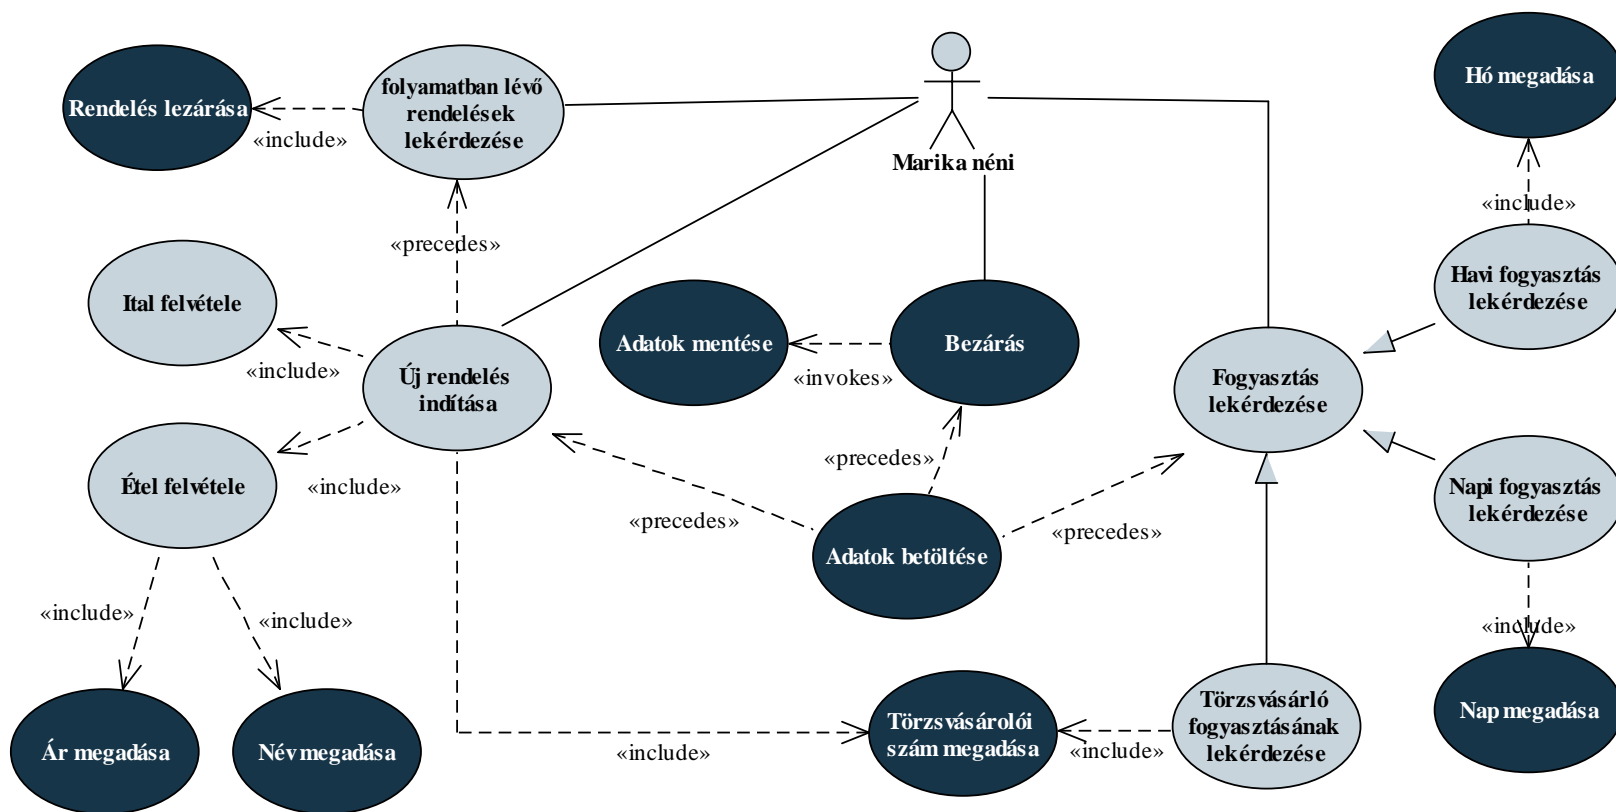 Rendelés lezárása
«include»
folyamatban lévő
rendelések
lekérdezése
Marika néni
Hó megadása
«include»
«precedes»
Ital felvétele
«include»
Új rendelés
indítása
Adatok mentése
«invokes»
Bezárás
Fogyasztás
lekérdezése
Havi fogyasztás
lekérdezése
Étel felvétele
«include»
«precedes»
«precedes»
«precedes»
Adatok betöltése
Napi fogyasztás
lekérdezése
«include»
«include»
«include»
Ár megadása
Név megadása
«include»
Törzsvásárolói
szám megadása
«include»
Törzsvásárló
fogyasztásának
lekérdezése
Nap megadása